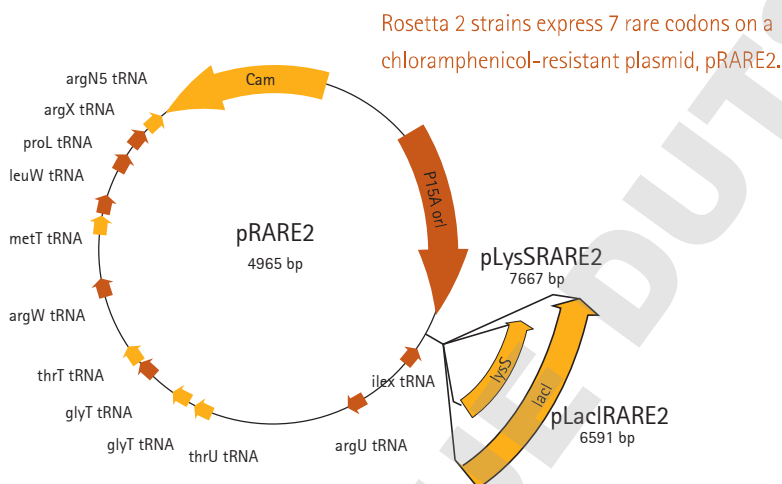 Rosetta 2 strains express 7 rare codons on a
chloramphenicol-resistant plasmid, pRARE2.
argN5 tRNA
Cam
argX tRNA
proL tRNA
leuW tRNA
P15A orI
metT tRNA
pRARE2
4965 bp
pLysSRARE2
7667 bp
argW tRNA
thrT tRNA
ilex tRNA
lysS
lacI
glyT tRNA
pLacIRARE2
6591 bp
glyT tRNA
thrU tRNA
argU tRNA